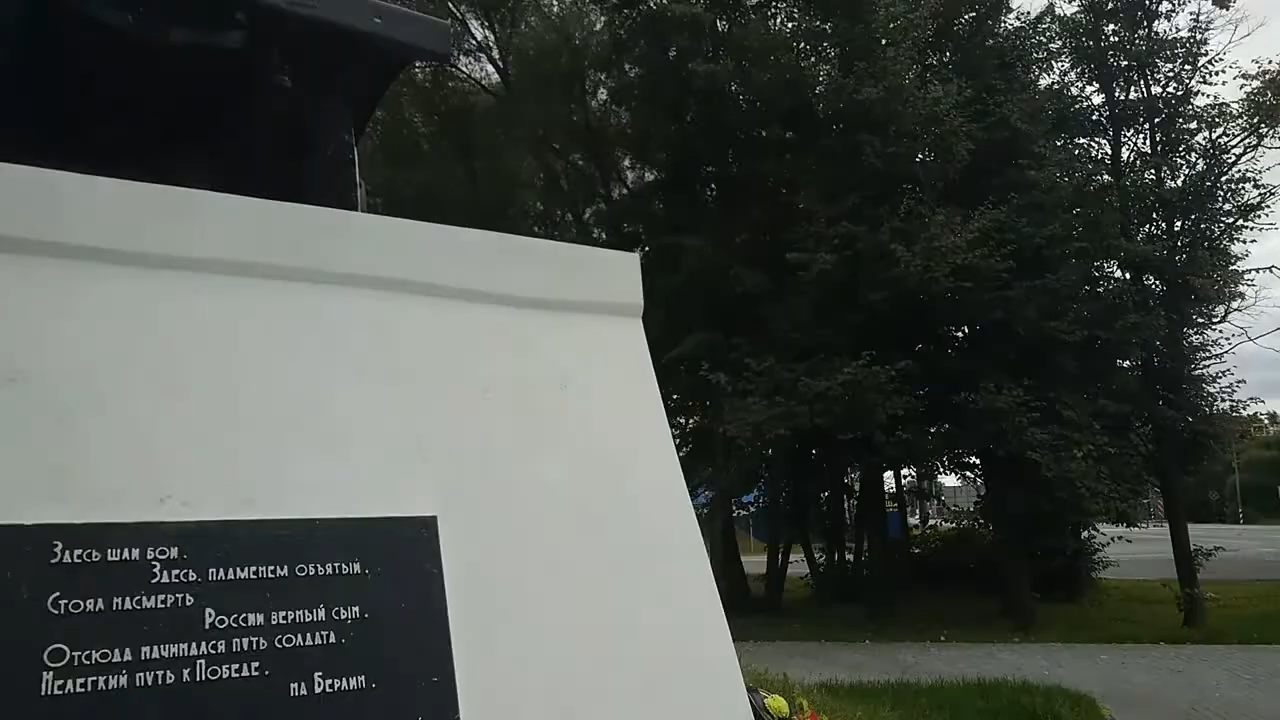 Здесь шли бои.
Здесь, пламенем объятый,
Стоял насмерть
России верный сын.
Отсюда начинался путь солдата.
Нелегкий путь к Победе.
на Берлин.